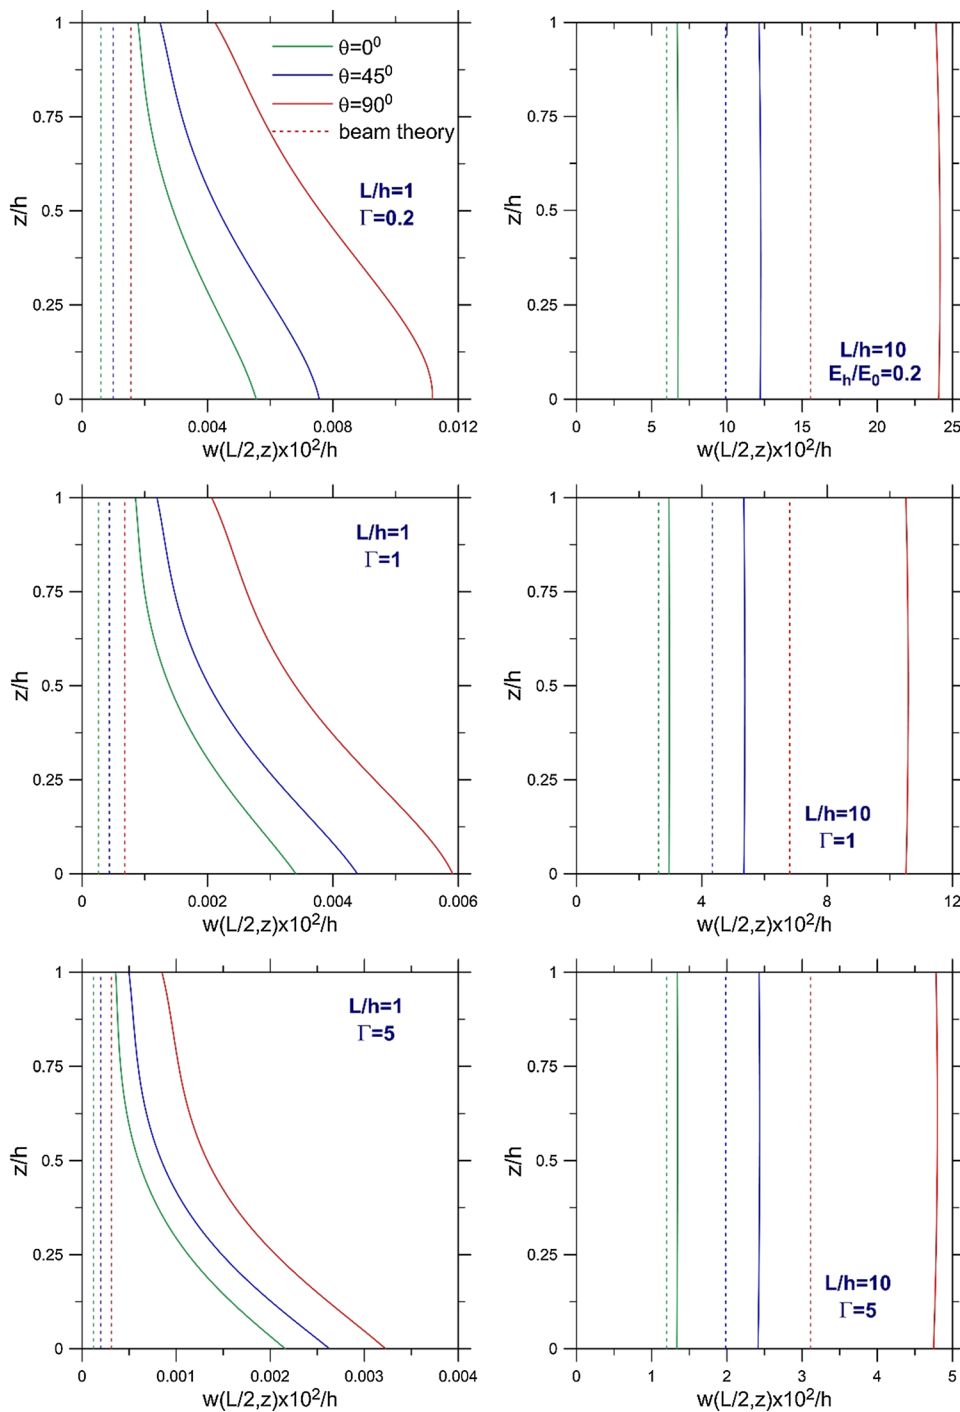 1
0.75
0.5
0.25
0
z/h
θ=0⁰
θ=45⁰
θ=90⁰
beam theory
L/h=1
Γ=0.2
0 0.004 0.008 0.012
w(L/2,z)x10²/h
1
0.75
0.5
0.25
0
z/h
L/h=10
Eₕ/E₀=0.2
0 5 10 15 20 25
w(L/2,z)x10²/h
1
0.75
0.5
0.25
0
z/h
L/h=1
Γ=1
0 0.002 0.004 0.006
w(L/2,z)x10²/h
1
0.75
0.5
0.25
0
z/h
L/h=10
Γ=1
0 4 8 12
w(L/2,z)x10²/h
1
0.75
0.5
0.25
0
z/h
L/h=1
Γ=5
0 0.001 0.002 0.003 0.004
w(L/2,z)x10²/h
1
0.75
0.5
0.25
0
z/h
L/h=10
Γ=5
0 1 2 3 4 5
w(L/2,z)x10²/h